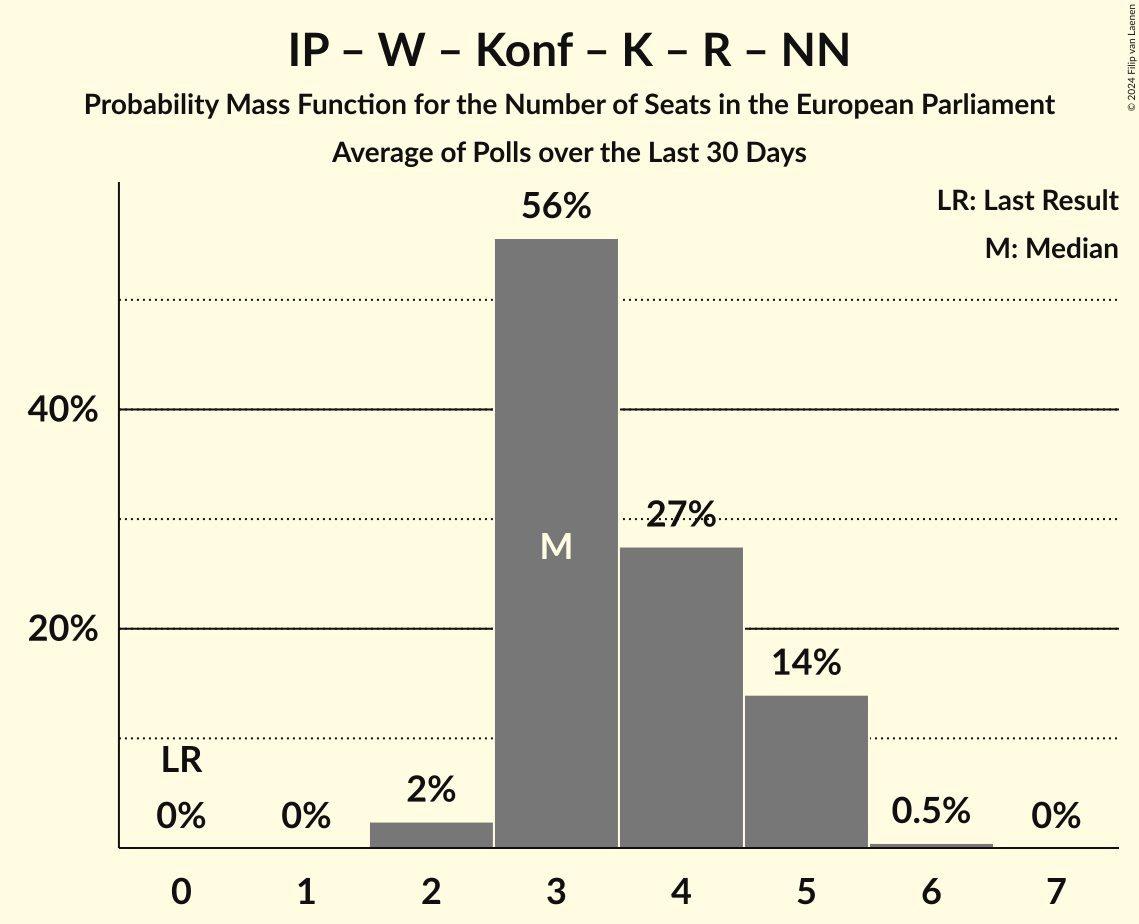 IP – W – Konf – K – R – NN
Probability Mass Function for the Number of Seats in the European Parliament
Average of Polls over the Last 30 Days
© 2024 Filip van Laenen
LR: Last Result
M: Median
56%
40%
27%
M
20%
14%
LR
2%
0.5%
0%
0%
0%
0
1
2
3
4
5
6
7